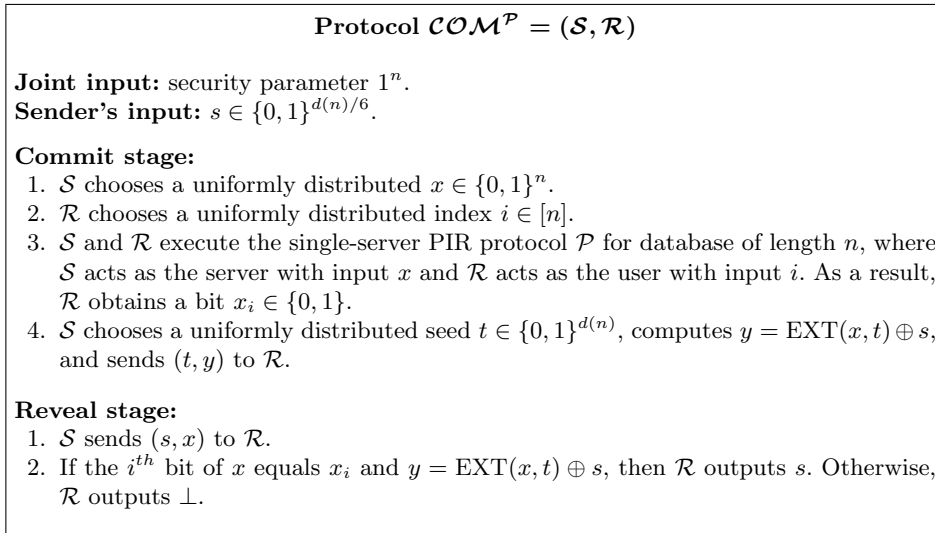 Protocol 𝓒𝓞𝓜^𝓟 = (𝓢, 𝓡)
Joint input: security parameter 1^n.
Sender's input: s ∈ {0, 1}^{d(n)/6}.
Commit stage:
1. 𝒮 chooses a uniformly distributed x ∈ {0, 1}^n.
2. ℛ chooses a uniformly distributed index i ∈ [n].
3. 𝒮 and ℛ execute the single-server PIR protocol 𝒫 for database of length n, where
𝒮 acts as the server with input x and ℛ acts as the user with input i. As a result,
ℛ obtains a bit x_i ∈ {0, 1}.
4. 𝒮 chooses a uniformly distributed seed t ∈ {0, 1}^{d(n)}, computes y = EXT(x, t) ⊕ s,
and sends (t, y) to ℛ.
Reveal stage:
1. 𝒮 sends (s, x) to ℛ.
2. If the i^{th} bit of x equals x_i and y = EXT(x, t) ⊕ s, then ℛ outputs s. Otherwise,
ℛ outputs ⊥.